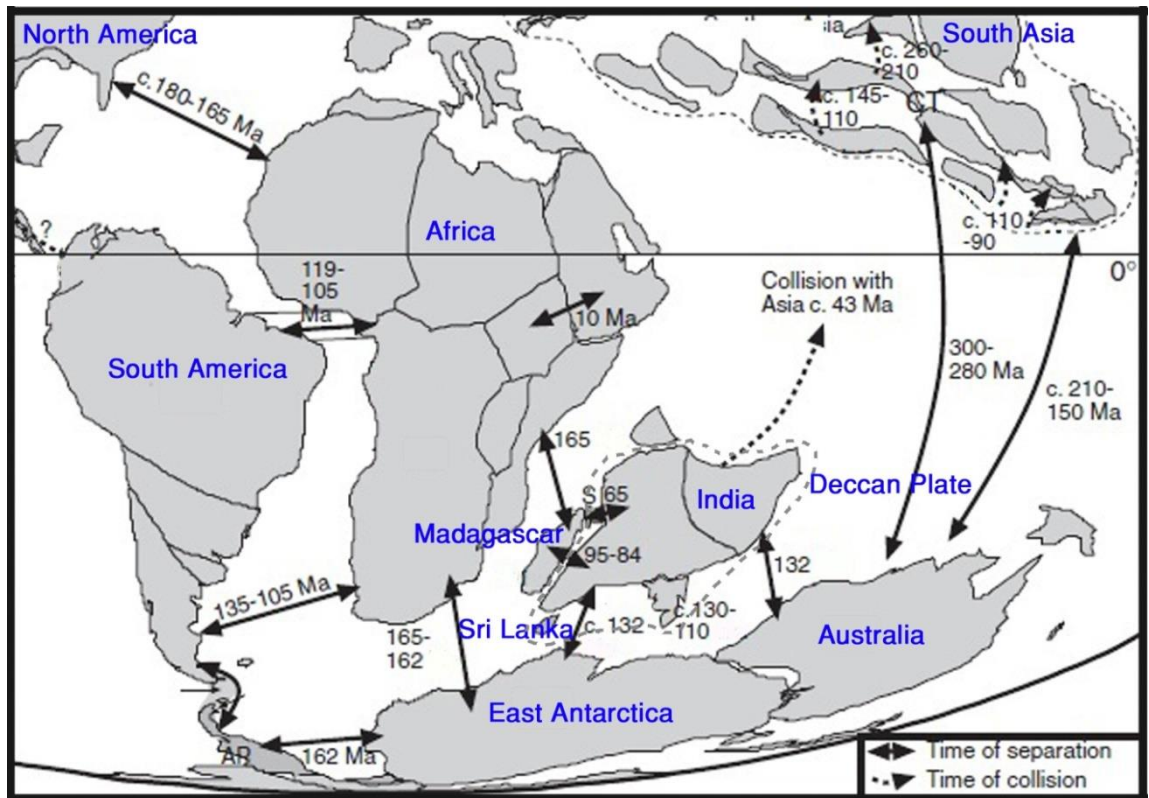 North America
South Asia
c. 260-
210
c.180-165 Ma
c. 145-
110
CT
?
Africa
c. 110
-90
0°
119-
105
Ma
Collision with
Asia c. 43 Ma
10 Ma
South America
300-
280 Ma
c. 210-
150 Ma
165
S
65
India
Deccan Plate
Madagascar
95-84
132
135-105 Ma
165-
162
Sri Lanka
c. 132
c.130-
110
Australia
East Antarctica
AP
162 Ma
Time of separation
Time of collision